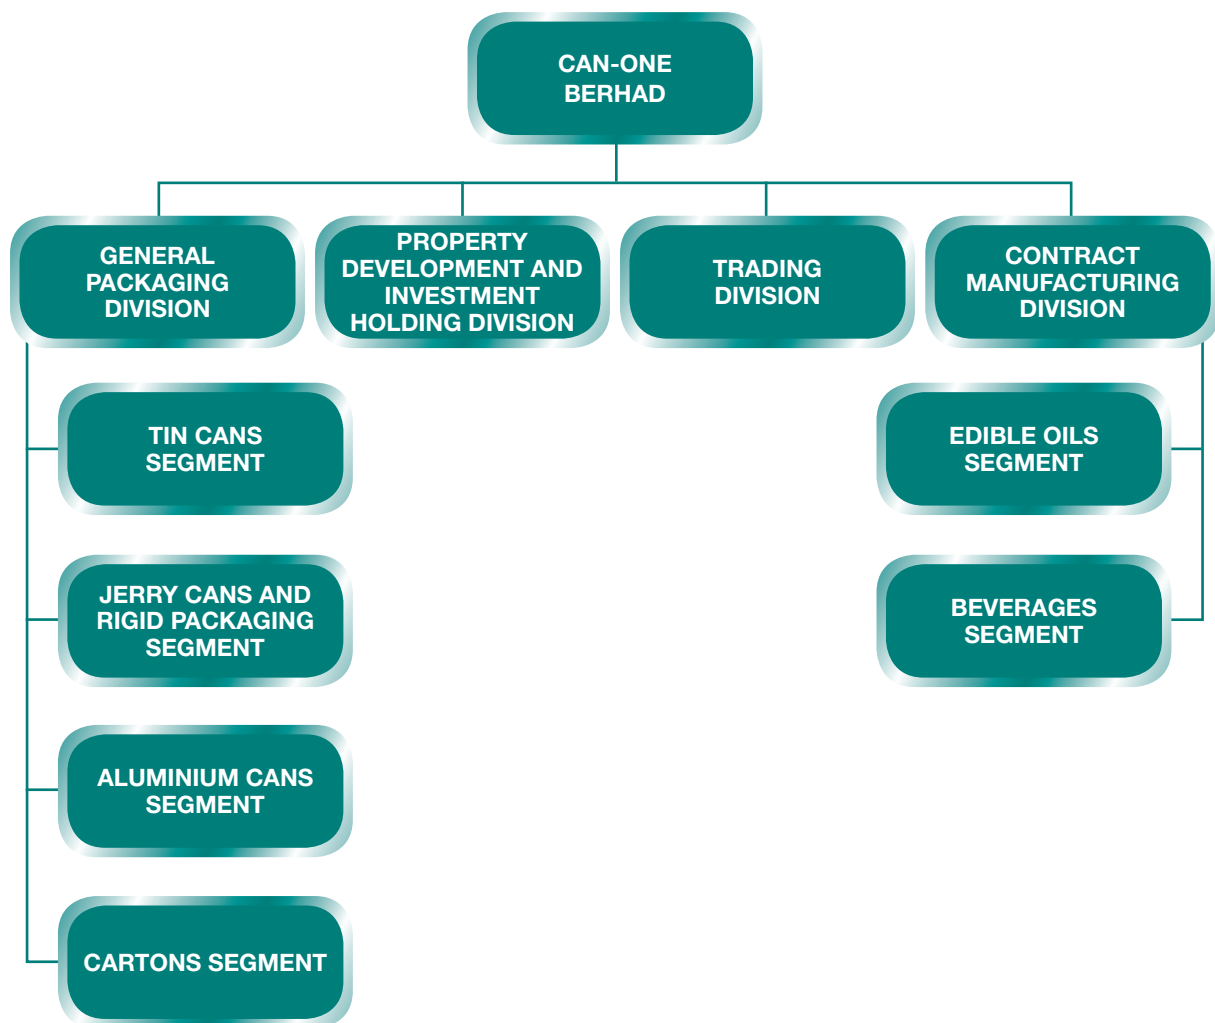 CAN-ONE
BERHAD
GENERAL
PACKAGING
DIVISION
PROPERTY
DEVELOPMENT AND
INVESTMENT
HOLDING DIVISION
TRADING
DIVISION
CONTRACT
MANUFACTURING
DIVISION
TIN CANS
SEGMENT
EDIBLE OILS
SEGMENT
JERRY CANS AND
RIGID PACKAGING
SEGMENT
BEVERAGES
SEGMENT
ALUMINIUM CANS
SEGMENT
CARTONS SEGMENT